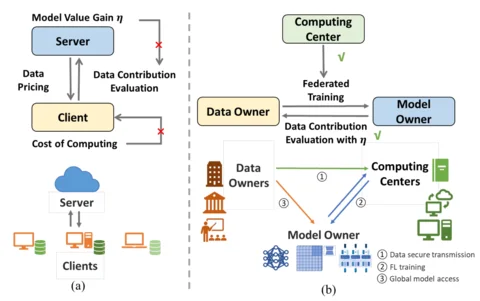 Model Value Gain η
Server
Data
Pricing
Data Contribution
Evaluation
Client
Cost of Computing
Server
Clients
(a)
Computing
Center
√
Federated
Training
Data Owner
Model
Owner
Data Contribution
Evaluation with η
√
Data
Owners
Computing
Centers
①
②
③
Model Owner
① Data secure transmission
② FL training
③ Global model access
(b)